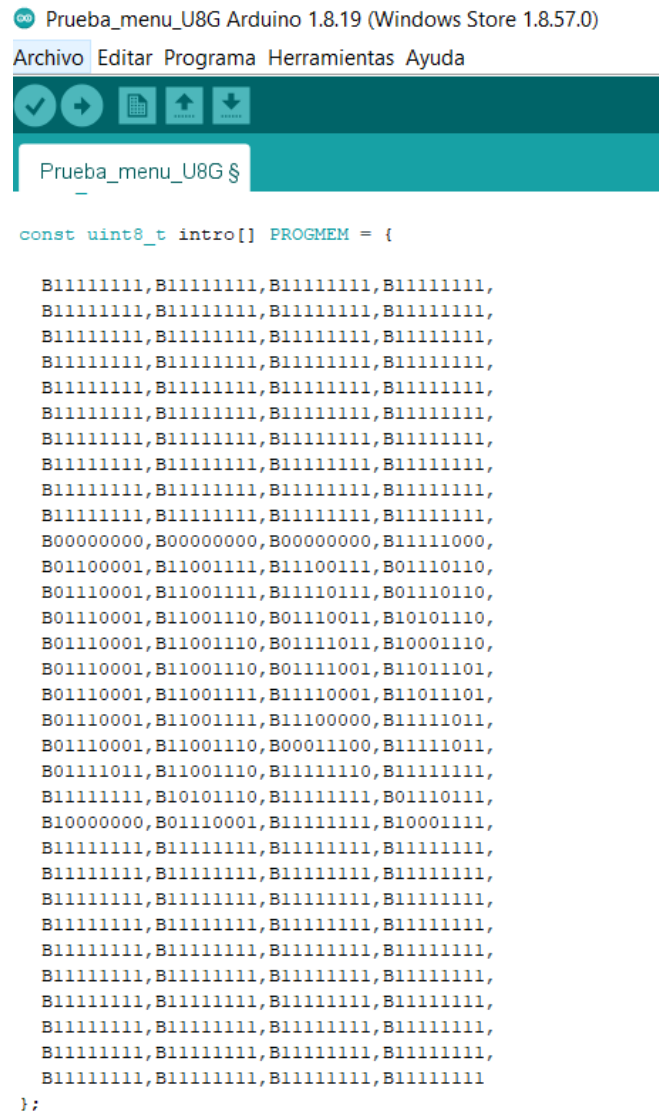 Prueba_menu_U8G Arduino 1.8.19 (Windows Store 1.8.57.0)
Archivo Editar Programa Herramientas Ayuda
Prueba_menu_U8G §
const uint8_t intro[] PROGMEM = {
B11111111,B11111111,B11111111,B11111111,
B11111111,B11111111,B11111111,B11111111,
B11111111,B11111111,B11111111,B11111111,
B11111111,B11111111,B11111111,B11111111,
B11111111,B11111111,B11111111,B11111111,
B11111111,B11111111,B11111111,B11111111,
B11111111,B11111111,B11111111,B11111111,
B11111111,B11111111,B11111111,B11111111,
B11111111,B11111111,B11111111,B11111111,
B11111111,B11111111,B11111111,B11111111,
B00000000,B00000000,B00000000,B11111000,
B01100001,B11001111,B11100111,B01110110,
B01110001,B11001111,B11110111,B01110110,
B01110001,B11001110,B01110011,B10101110,
B01110001,B11001110,B01111011,B10001110,
B01110001,B11001110,B01111001,B11011101,
B01110001,B11001111,B11110001,B11011101,
B01110001,B11001111,B11100000,B11111011,
B01110001,B11001110,B00011100,B11111011,
B01111011,B11001110,B11111110,B11111111,
B11111111,B10101110,B11111111,B01110111,
B10000000,B01110001,B11111111,B10001111,
B11111111,B11111111,B11111111,B11111111,
B11111111,B11111111,B11111111,B11111111,
B11111111,B11111111,B11111111,B11111111,
B11111111,B11111111,B11111111,B11111111,
B11111111,B11111111,B11111111,B11111111,
B11111111,B11111111,B11111111,B11111111,
B11111111,B11111111,B11111111,B11111111,
B11111111,B11111111,B11111111,B11111111,
B11111111,B11111111,B11111111,B11111111,
B11111111,B11111111,B11111111,B11111111
};